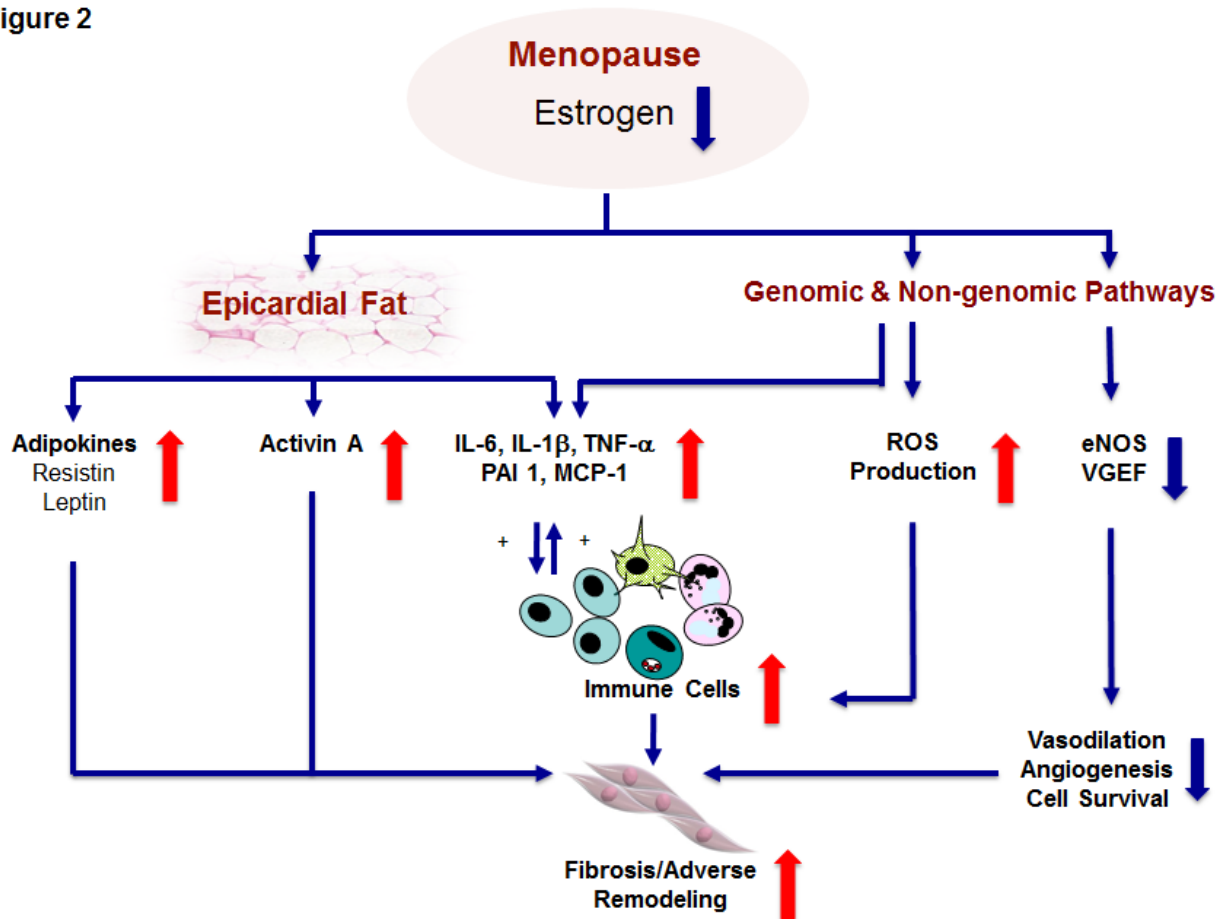 igure 2
Menopause
Estrogen
Epicardial Fat
Genomic & Non-genomic Pathways
Adipokines
Resistin
Leptin
Activin A
IL-6, IL-1β, TNF-α
PAI 1, MCP-1
ROS
Production
eNOS
VGEF
+
+
Immune Cells
Vasodilation
Angiogenesis
Cell Survival
Fibrosis/Adverse
Remodeling